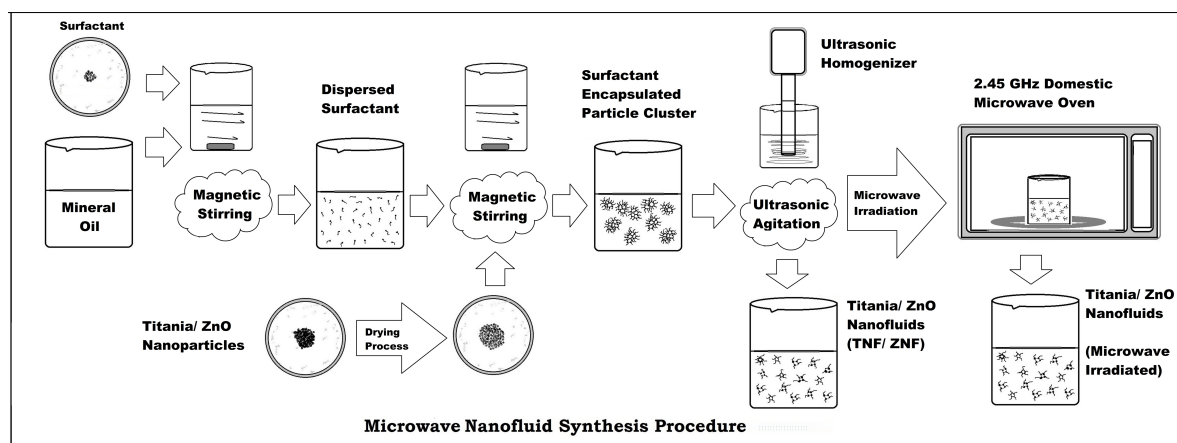 Surfactant
Mineral
Oil
Magnetic
Stirring
Dispersed
Surfactant
Magnetic
Stirring
Titania/ ZnO
Nanoparticles
Drying
Process
Surfactant
Encapsulated
Particle Cluster
Ultrasonic
Homogenizer
Ultrasonic
Agitation
Microwave
Irradiation
2.45 GHz Domestic
Microwave Oven
Titania/ ZnO
Nanofluids
(TNF/ ZNF)
Titania/ ZnO
Nanofluids
(Microwave
Irradiated)
Microwave Nanofluid Synthesis Procedure